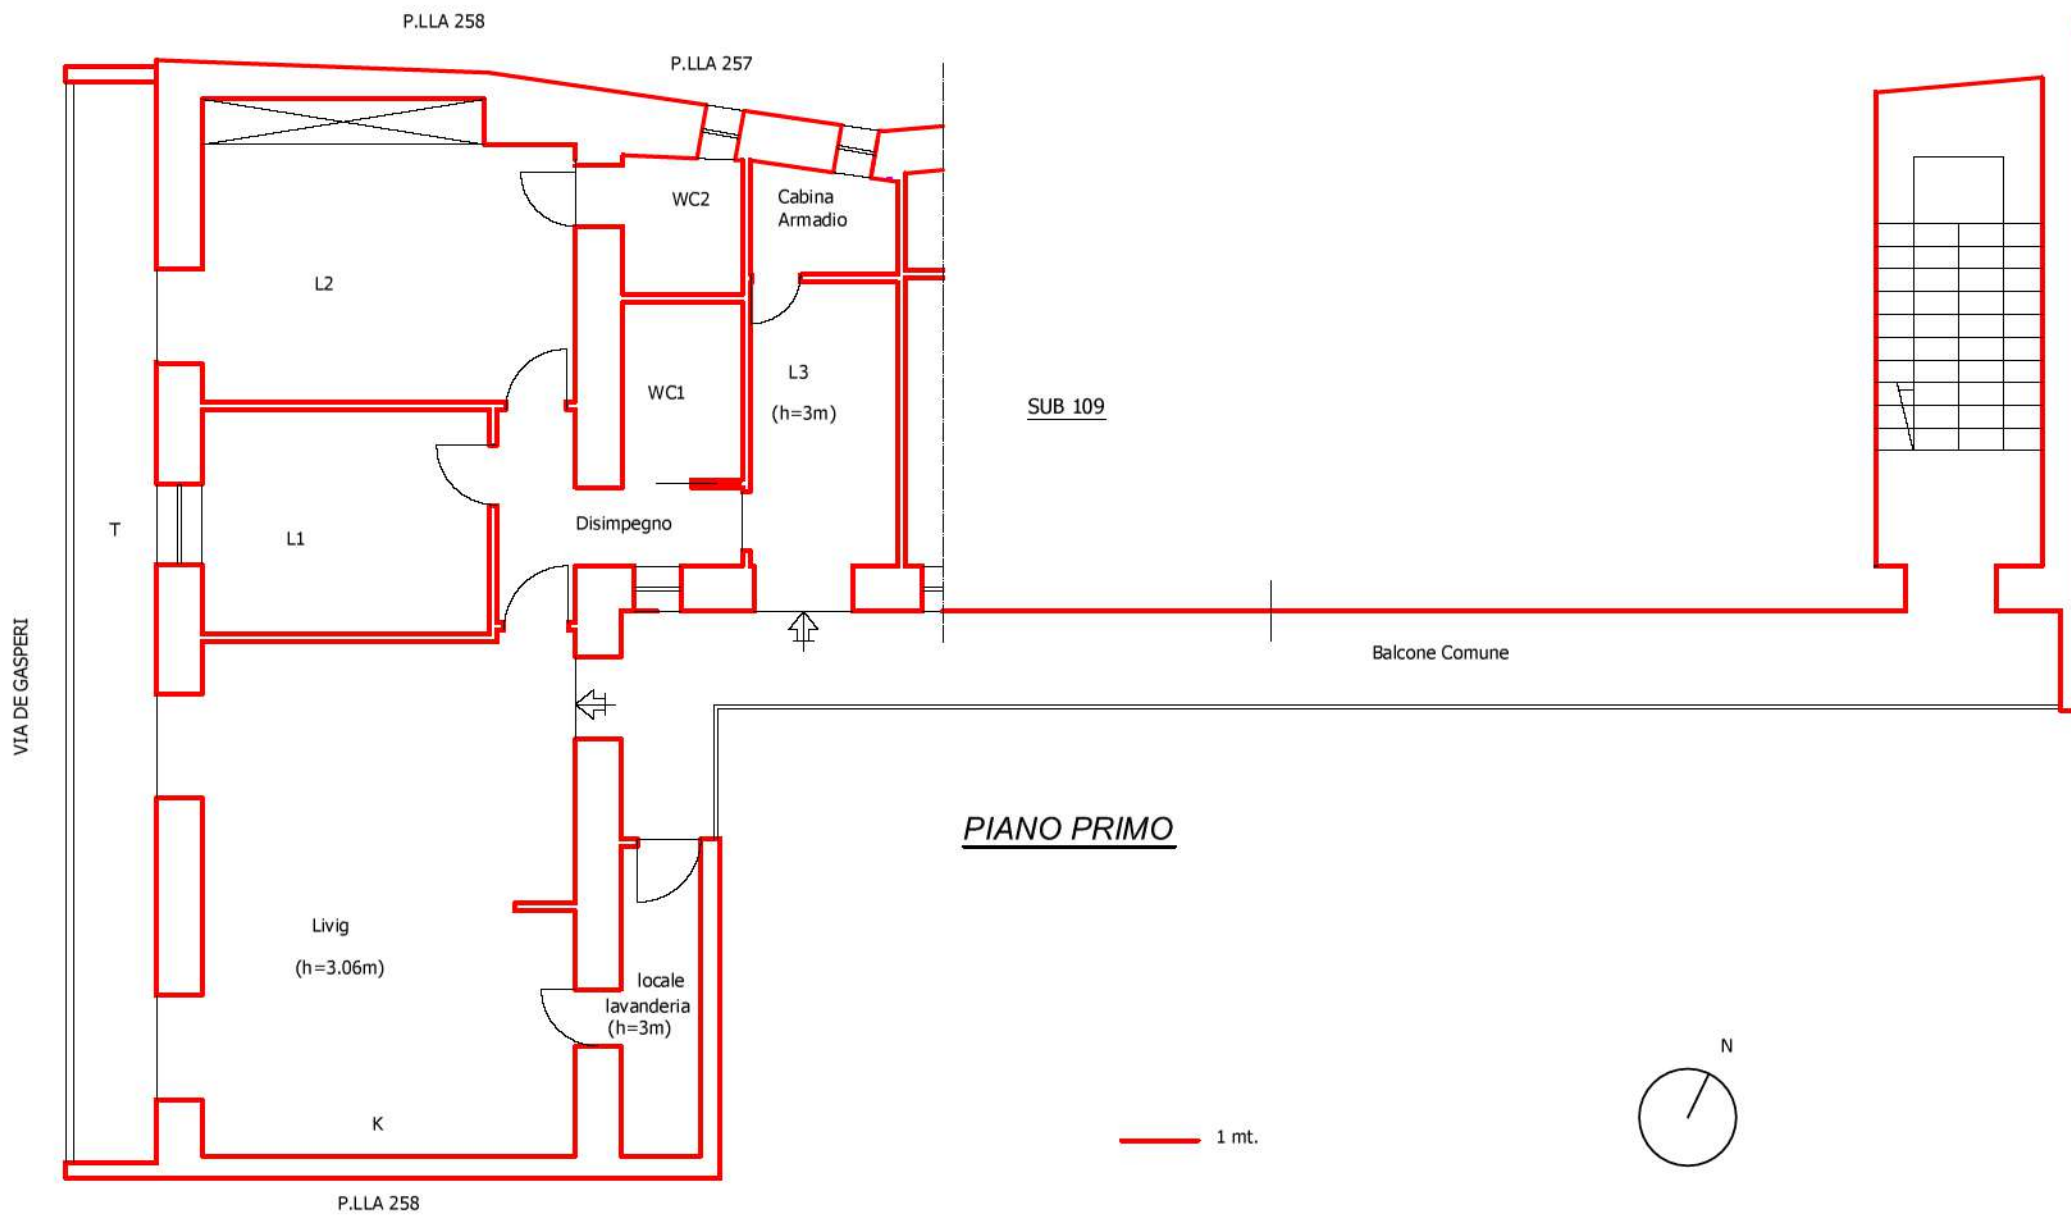 P.LLA 258
P.LLA 257
WC2
Cabina
Armadio
L2
L3
(h=3m)
WC1
SUB 109
Disimpegno
T
L1
VIA DE GASPERI
Balcone Comune
PIANO PRIMO
Livig
(h=3.06m)
locale
lavanderia
(h=3m)
N
K
1 mt.
P.LLA 258